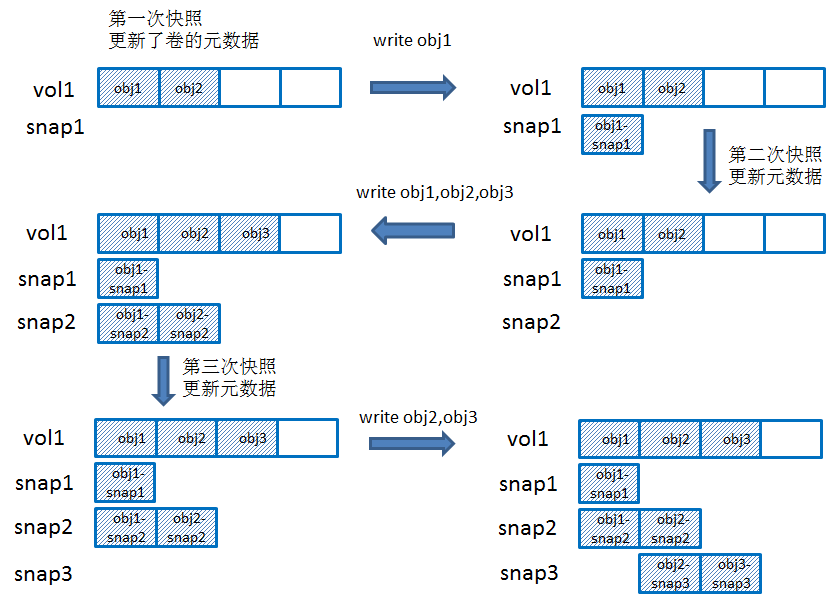 第一次快照
更新了卷的元数据
vol1 obj1 obj2
snap1
write obj1
vol1 obj1 obj2
snap1 obj1-
snap1
第二次快照
更新元数据
vol1 obj1 obj2
snap1 obj1-
snap1
snap2
write obj1,obj2,obj3
vol1 obj1 obj2 obj3
snap1 obj1-
snap1
snap2 obj1- obj2-
snap2 snap2
第三次快照
更新元数据
vol1 obj1 obj2 obj3
snap1 obj1-
snap1
snap2 obj1- obj2-
snap2 snap2
snap3
write obj2,obj3
vol1 obj1 obj2 obj3
snap1 obj1-
snap1
snap2 obj1- obj2-
snap2 snap2
snap3 obj2- obj3-
snap3 snap3